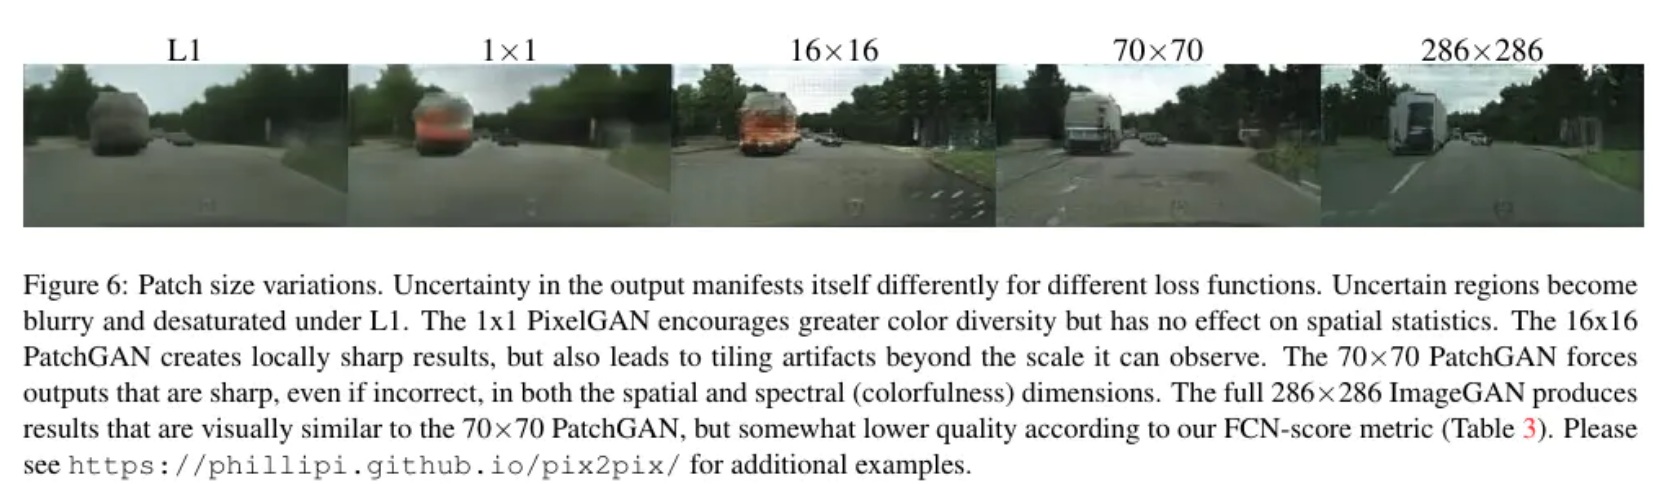 L1 1×1 16×16 70×70 286×286
Figure 6: Patch size variations. Uncertainty in the output manifests itself differently for different loss functions. Uncertain regions become
blurry and desaturated under L1. The 1x1 PixelGAN encourages greater color diversity but has no effect on spatial statistics. The 16x16
PatchGAN creates locally sharp results, but also leads to tiling artifacts beyond the scale it can observe. The 70×70 PatchGAN forces
outputs that are sharp, even if incorrect, in both the spatial and spectral (colorfulness) dimensions. The full 286×286 ImageGAN produces
results that are visually similar to the 70×70 PatchGAN, but somewhat lower quality according to our FCN-score metric (Table 3). Please
see https://phillipi.github.io/pix2pix/ for additional examples.